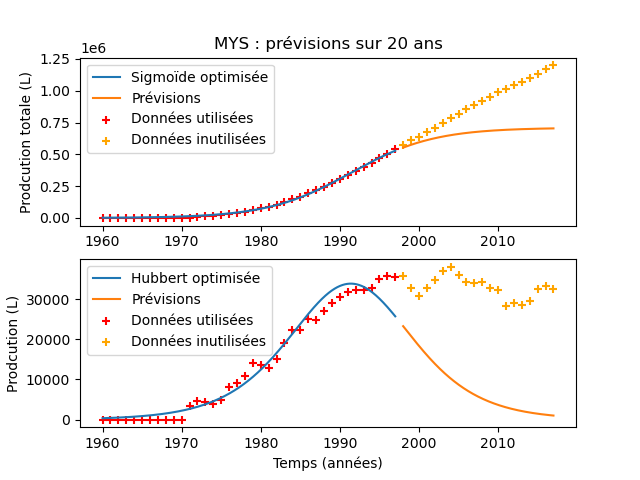 MYS : prévisions sur 20 ans
1e6
1.25
1.00
0.75
0.50
0.25
0.00
Prodcution totale (L)
Sigmoïde optimisée
Prévisions
Données utilisées
Données inutilisées
1960 1970 1980 1990 2000 2010
30000
20000
10000
0
Prodcution (L)
Hubbert optimisée
Prévisions
Données utilisées
Données inutilisées
1960 1970 1980 1990 2000 2010
Temps (années)